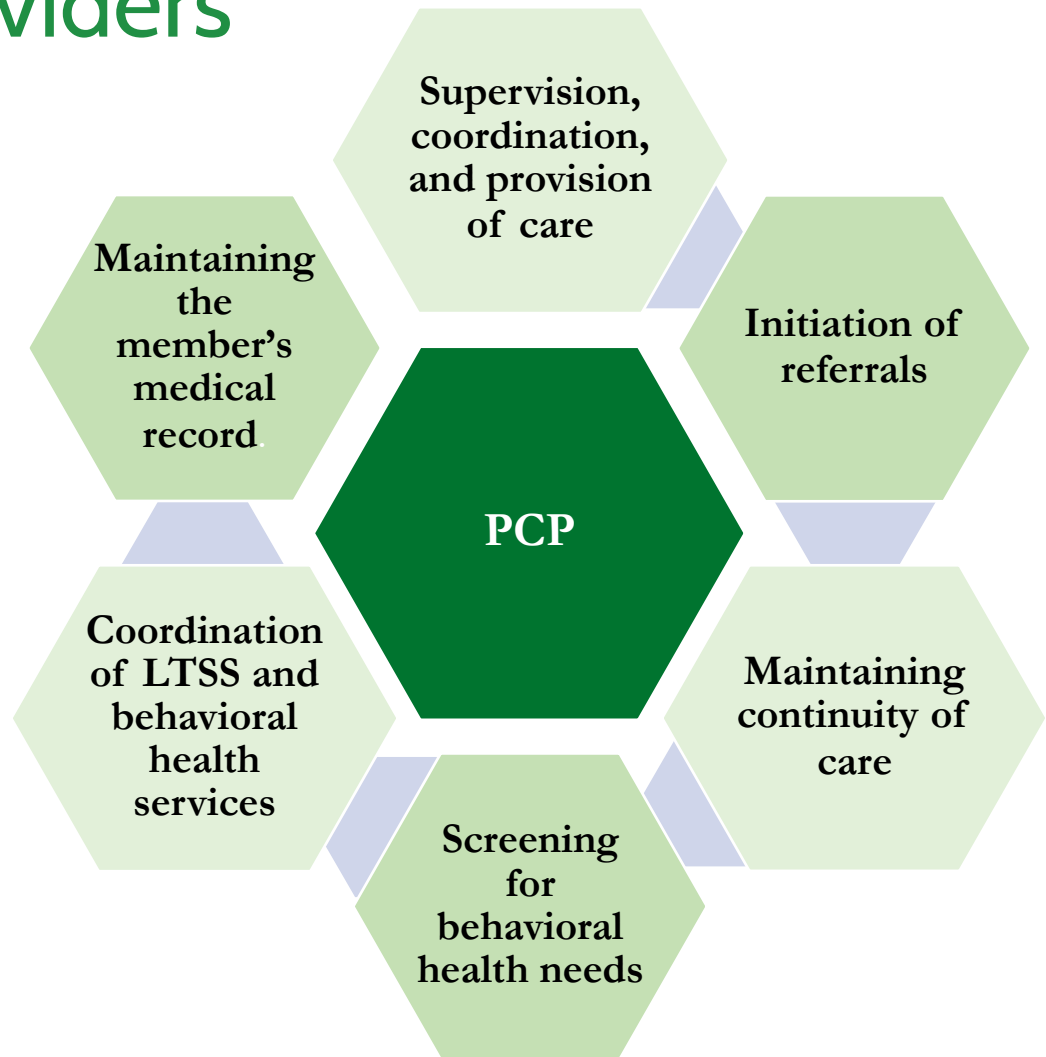 viders
Supervision,
coordination,
and provision
of care
Initiation of
referrals
Maintaining
continuity of
care
Screening
for
behavioral
health needs
Coordination
of LTSS and
behavioral
health
services
Maintaining
the
member’s
medical
record.
PCP